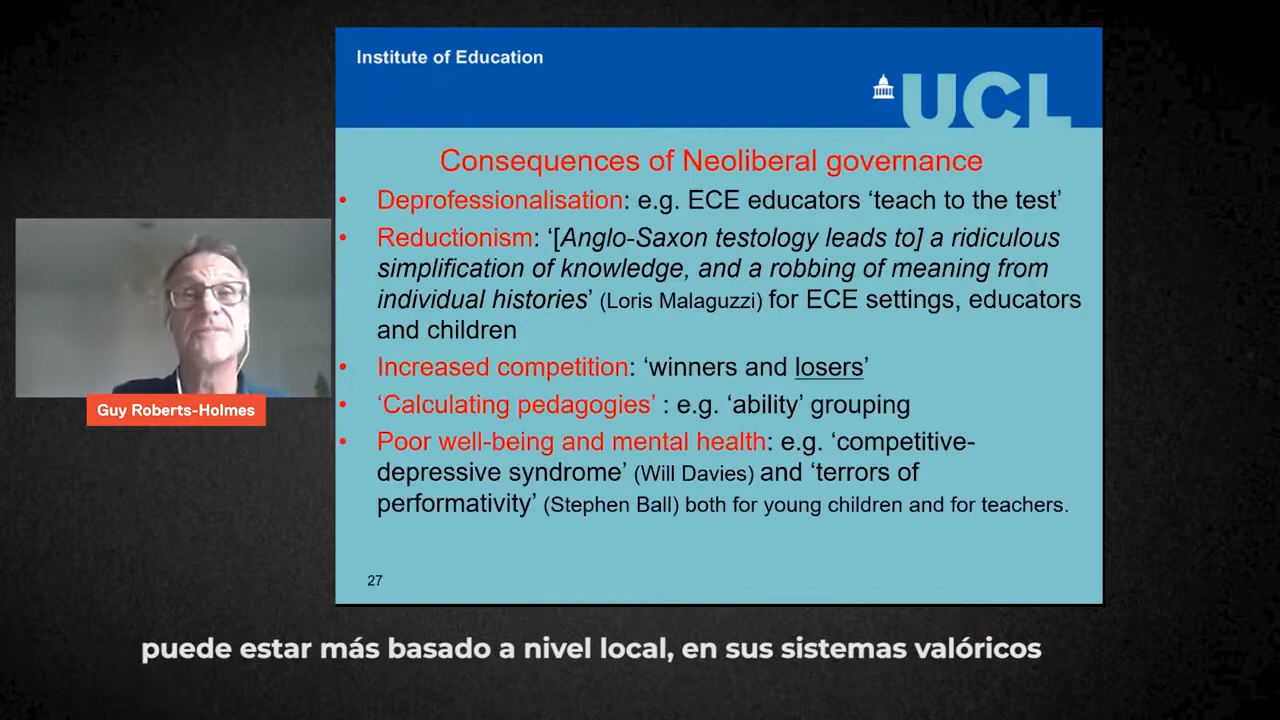 Institute of Education
UCL
Consequences of Neoliberal governance
• Deprofessionalisation: e.g. ECE educators ‘teach to the test’
• Reductionism: ‘[Anglo-Saxon testology leads to] a ridiculous
simplification of knowledge, and a robbing of meaning from
individual histories’ (Loris Malaguzzi) for ECE settings, educators
and children
• Increased competition: ‘winners and losers’
• ‘Calculating pedagogies’ : e.g. ‘ability’ grouping
• Poor well-being and mental health: e.g. ‘competitive-
depressive syndrome’ (Will Davies) and ‘terrors of
performativity’ (Stephen Ball) both for young children and for teachers.
27
Guy Roberts-Holmes
puede estar más basado a nivel local, en sus sistemas valóricos